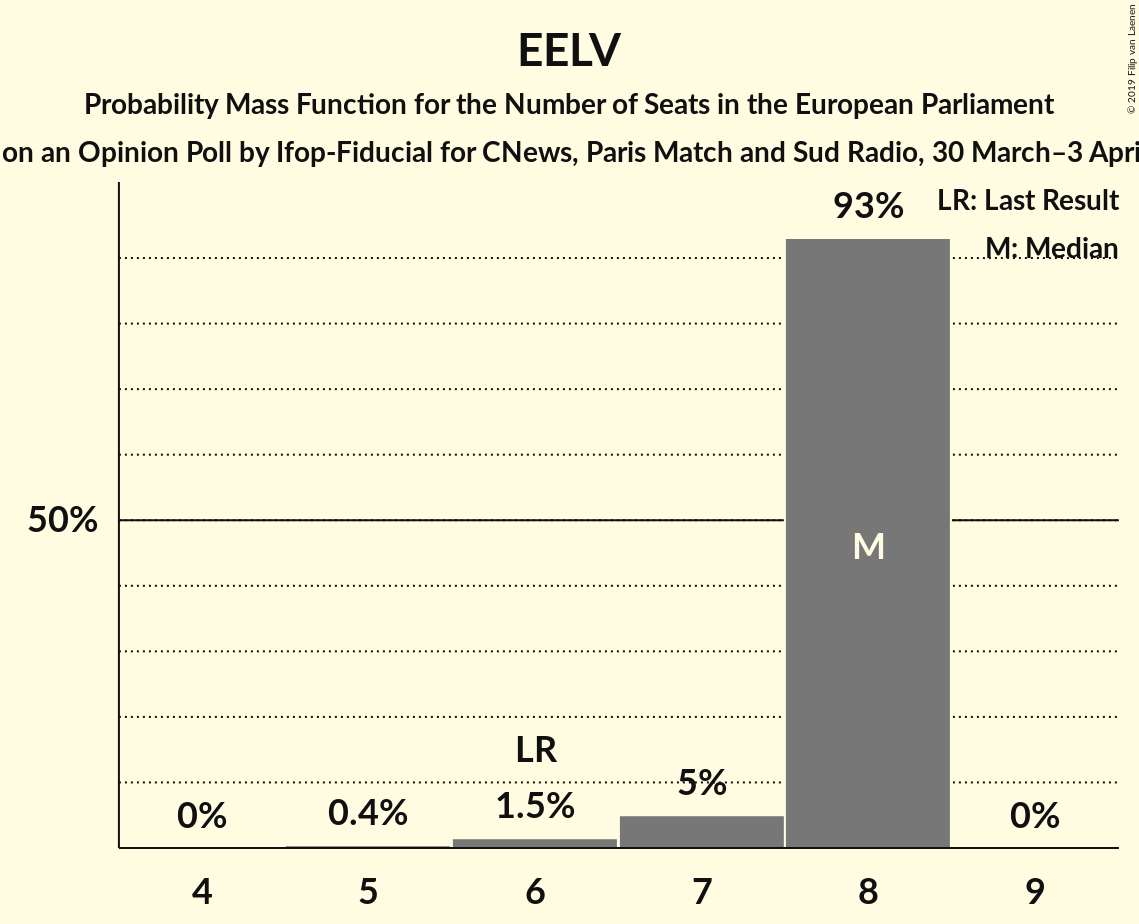 EELV
Probability Mass Function for the Number of Seats in the European Parliament
on an Opinion Poll by Ifop-Fiducial for CNews, Paris Match and Sud Radio, 30 March–3 Apri
© 2019 Filip van Laenen
93%
LR: Last Result
M: Median
50%
M
LR
5%
1.5%
0.4%
0%
0%
4 5 6 7 8 9